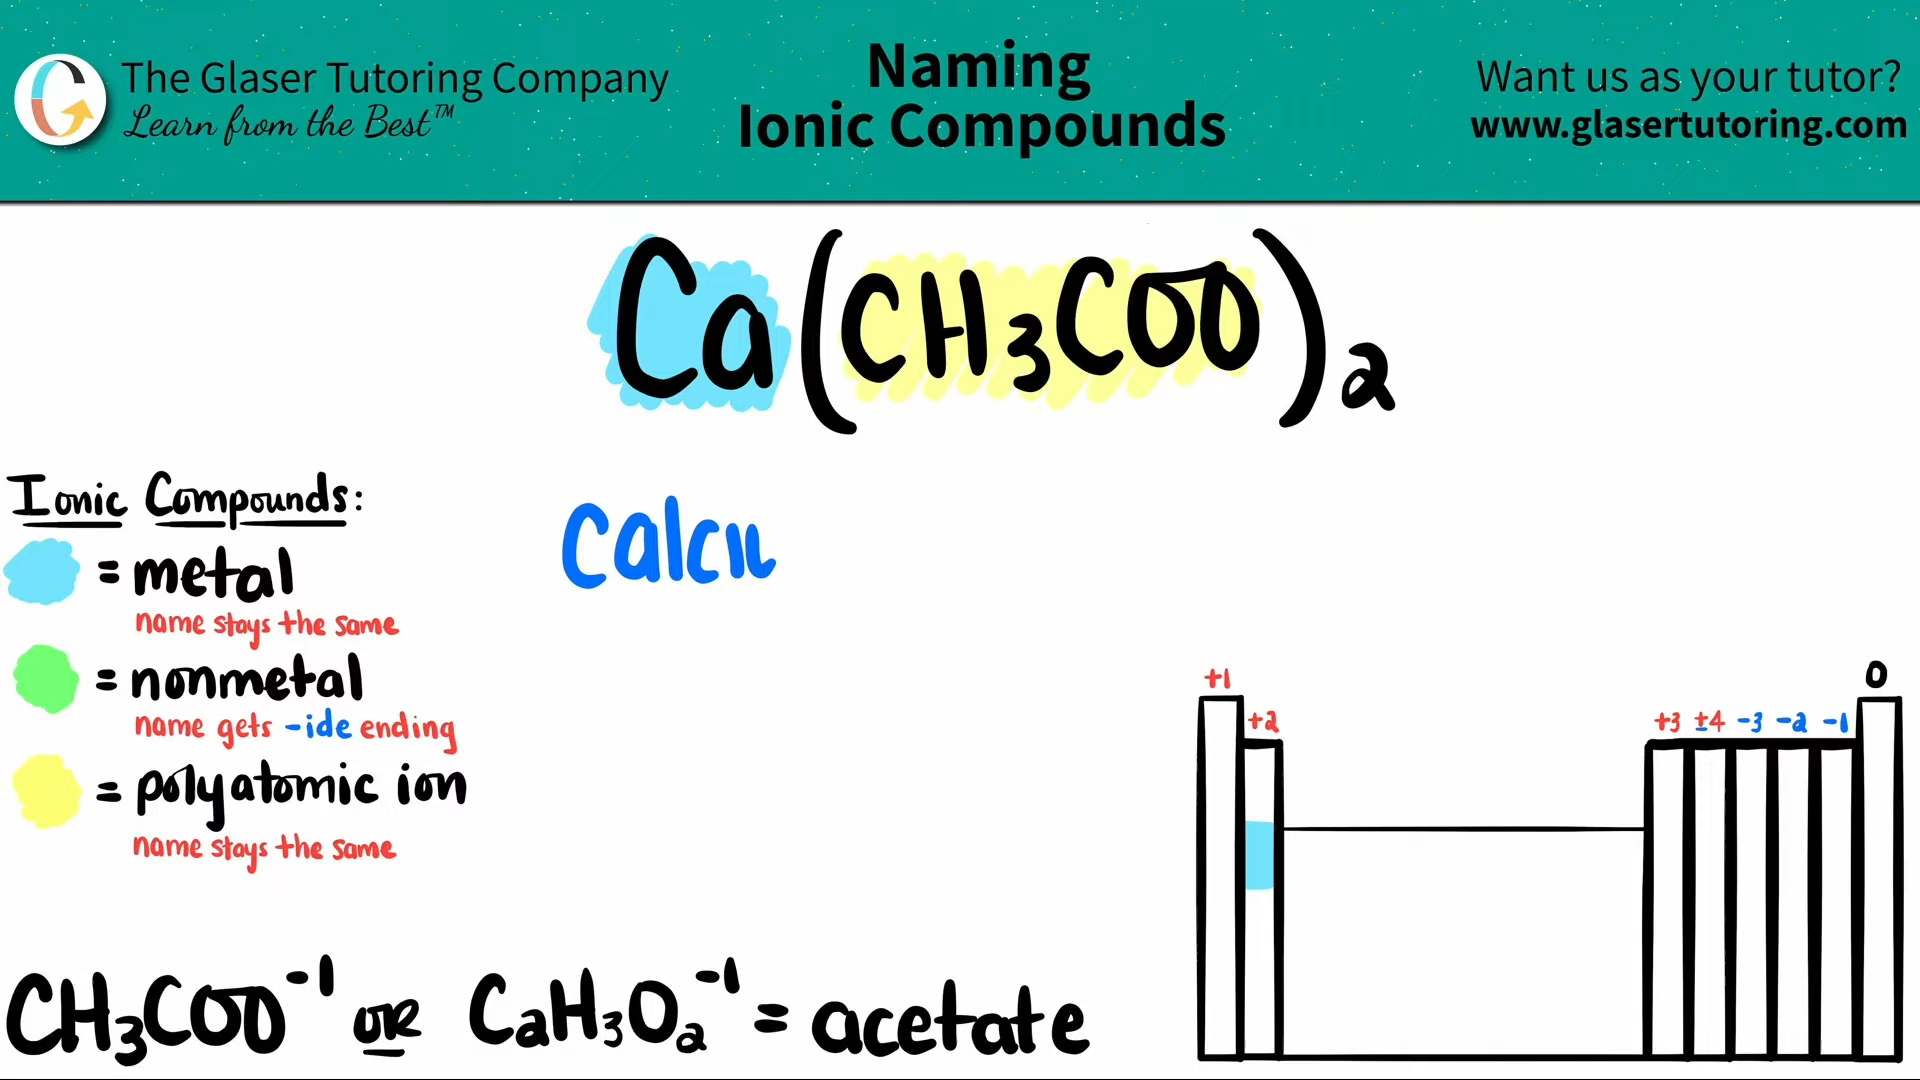 The Glaser Tutoring Company
Learn from the Best™
Naming
Ionic Compounds
Want us as your tutor?
www.glasertutoring.com
Ca(CH₃COO)₂
Ionic Compounds:
= metal
name stays the same
= nonmetal
name gets -ide ending
= polyatomic ion
name stays the same
Calciu
+1
+2
+3 ±4 -3 -2 -1
0
CH₃COO⁻¹ OR C₂H₃O₂⁻¹ = acetate